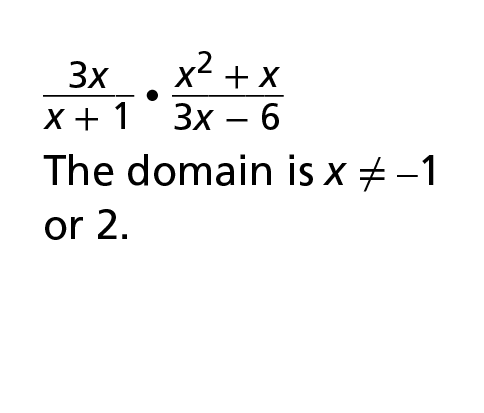 3x/(x + 1) • (x² + x)/(3x – 6)
The domain is x ≠ –1
or 2.